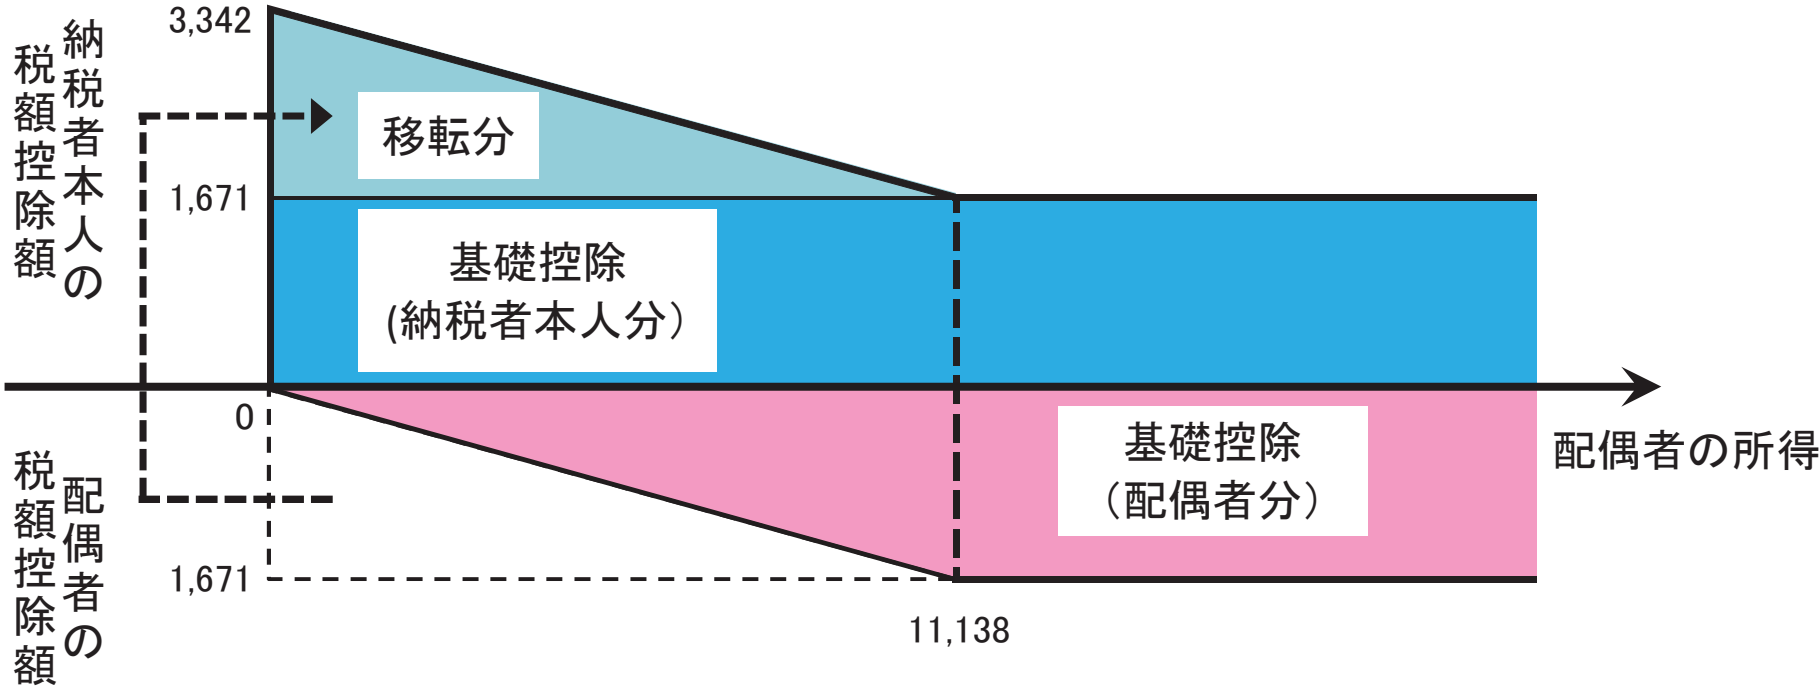 納税者本人の
税額控除額
3,342
移転分
1,671
基礎控除
(納税者本人分）
0
配偶者の所得
配偶者の
税額控除額
基礎控除
（配偶者分）
1,671
11,138